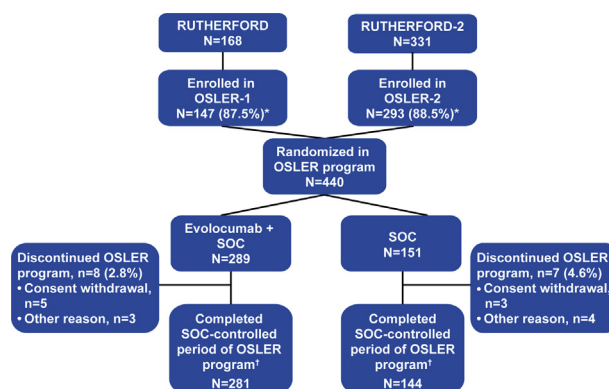 RUTHERFORD
N=168
RUTHERFORD-2
N=331
Enrolled in
OSLER-1
N=147 (87.5%)*
Enrolled in
OSLER-2
N=293 (88.5%)*
Randomized in
OSLER program
N=440
Evolocumab +
SOC
N=289
SOC
N=151
Discontinued OSLER
program, n=8 (2.8%)
• Consent withdrawal,
n=5
• Other reason, n=3
Discontinued OSLER
program, n=7 (4.6%)
• Consent withdrawal,
n=3
• Other reason, n=4
Completed
SOC-controlled
period of OSLER
program†
N=281
Completed
SOC-controlled
period of OSLER
program†
N=144